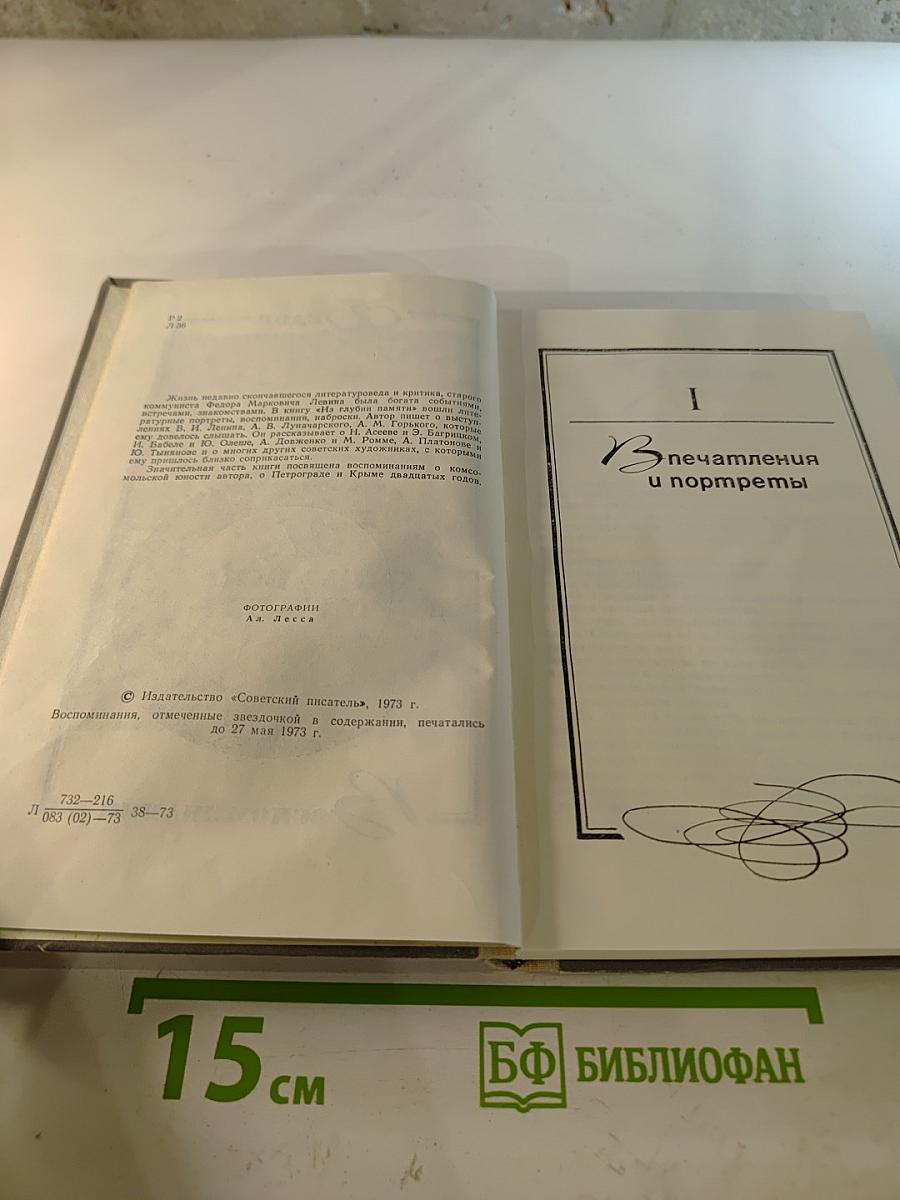 Р 2
Л 36
Жизнь недавно скончавшегося литературоведа и критика, старого
коммуниста Федора Марковича Левина была богата событиями,
встречами, знакомствами. В книгу «Из глубин памяти» вошли лите-
ратурные портреты, воспоминания, наброски. Автор пишет о выступ-
лениях В. И. Ленина, А. В. Луначарского, А. М. Горького, которые
ему довелось слышать. Он рассказывает о Н. Асееве и Э. Багрицком,
И. Бабеле и Ю. Олеше, А. Довженко и М. Ромме, А. Платонове и
Ю. Тынянове и о многих других советских художниках, с которыми
ему пришлось близко соприкасаться.
Значительная часть книги посвящена воспоминаниям о комсо-
мольской юности автора, о Петрограде и Крыме двадцатых годов.
ФОТОГРАФИИ
Ал. Лесса
© Издательство «Советский писатель», 1973 г.
Воспоминания, отмеченные звездочкой в содержании, печатались
до 27 мая 1973 г.
Л 732—216 38—73
083 (02)—73
I
Впечатления
и портреты
15 см
БФ БИБЛИОФАН